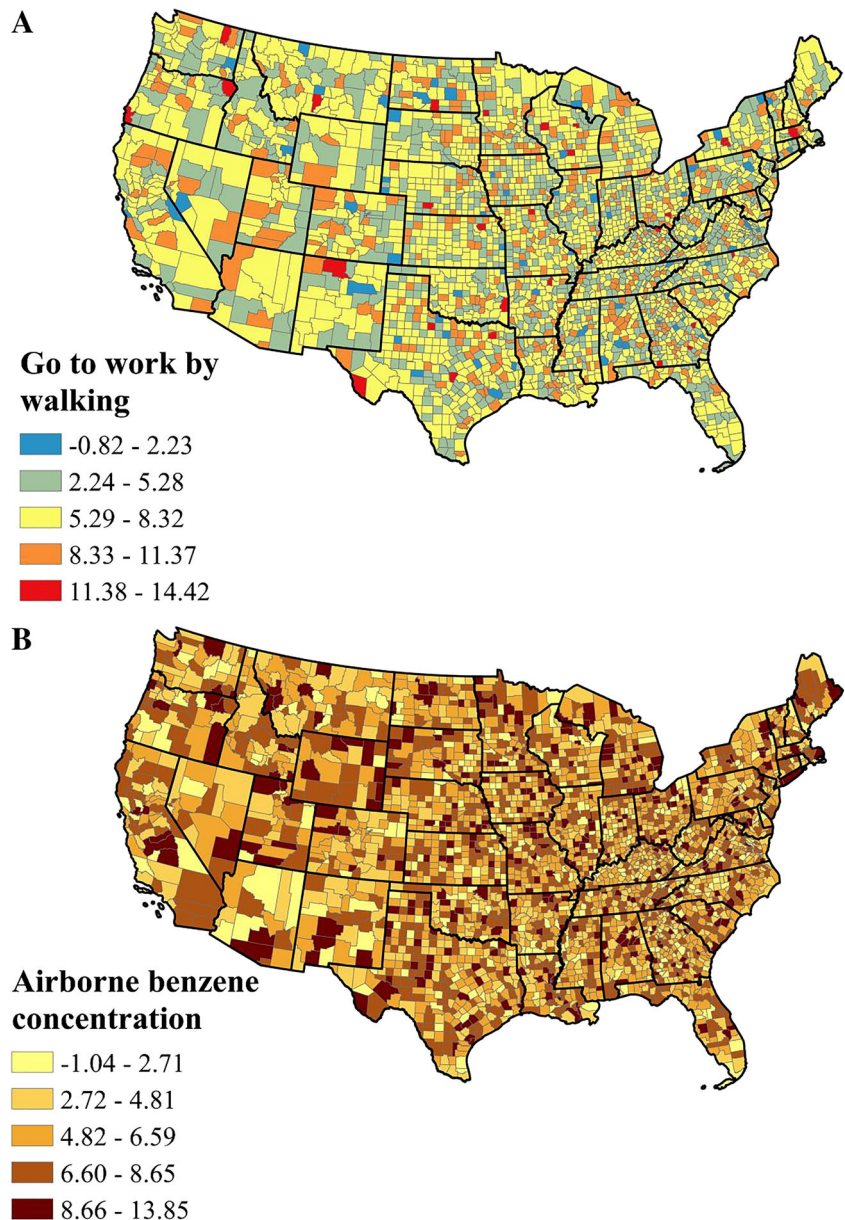 A
Go to work by
walking
-0.82 - 2.23
2.24 - 5.28
5.29 - 8.32
8.33 - 11.37
11.38 - 14.42
B
Airborne benzene
concentration
-1.04 - 2.71
2.72 - 4.81
4.82 - 6.59
6.60 - 8.65
8.66 - 13.85